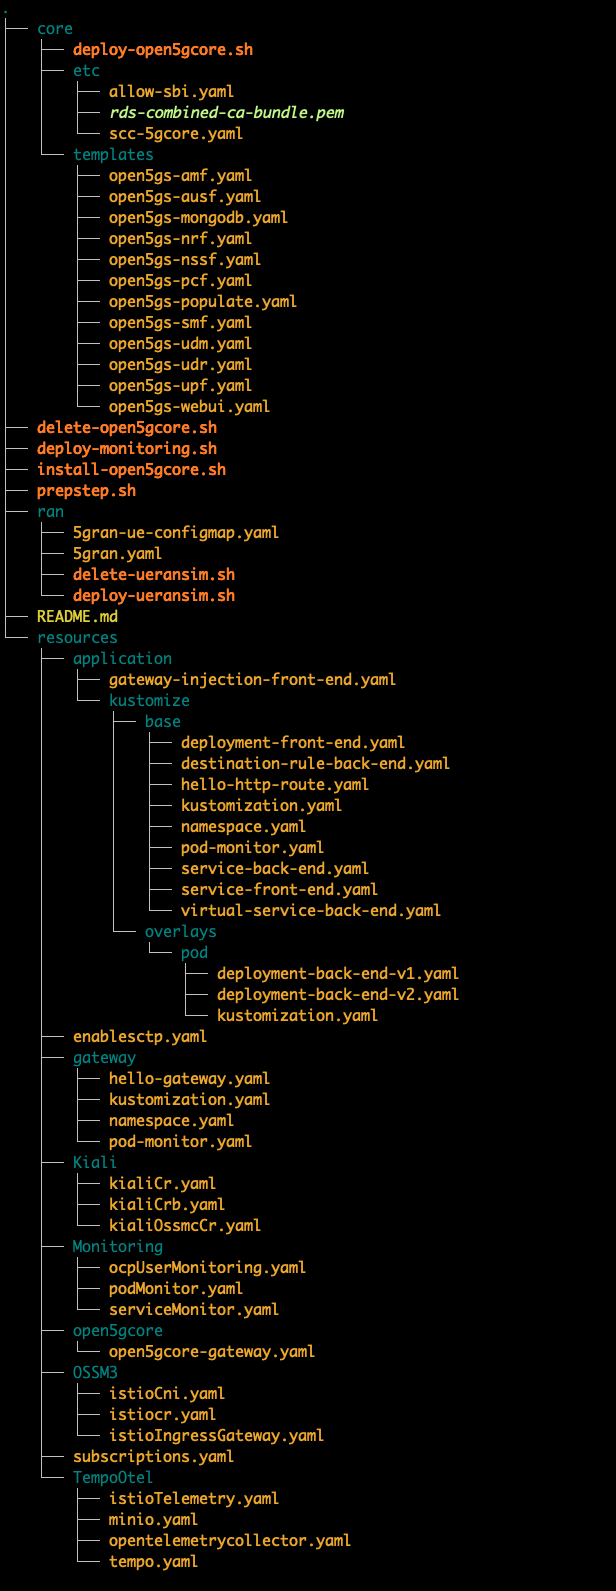 .
├── core
│   ├── deploy-open5gcore.sh
│   ├── etc
│   │   ├── allow-sbi.yaml
│   │   ├── rds-combined-ca-bundle.pem
│   │   └── scc-5gcore.yaml
│   └── templates
│       ├── open5gs-amf.yaml
│       ├── open5gs-ausf.yaml
│       ├── open5gs-mongodb.yaml
│       ├── open5gs-nrf.yaml
│       ├── open5gs-nssf.yaml
│       ├── open5gs-pcf.yaml
│       ├── open5gs-populate.yaml
│       ├── open5gs-smf.yaml
│       ├── open5gs-udm.yaml
│       ├── open5gs-udr.yaml
│       ├── open5gs-upf.yaml
│       └── open5gs-webui.yaml
├── delete-open5gcore.sh
├── deploy-monitoring.sh
├── install-open5gcore.sh
├── prepstep.sh
├── ran
│   ├── 5gran-ue-configmap.yaml
│   ├── 5gran.yaml
│   ├── delete-ueransim.sh
│   └── deploy-ueransim.sh
├── README.md
└── resources
    ├── application
    │   ├── gateway-injection-front-end.yaml
    │   └── kustomize
    │       ├── base
    │       │   ├── deployment-front-end.yaml
    │       │   ├── destination-rule-back-end.yaml
    │       │   ├── hello-http-route.yaml
    │       │   ├── kustomization.yaml
    │       │   ├── namespace.yaml
    │       │   ├── pod-monitor.yaml
    │       │   ├── service-back-end.yaml
    │       │   ├── service-front-end.yaml
    │       │   └── virtual-service-back-end.yaml
    │       └── overlays
    │           └── pod
    │               ├── deployment-back-end-v1.yaml
    │               ├── deployment-back-end-v2.yaml
    │               └── kustomization.yaml
    ├── enablesctp.yaml
    ├── gateway
    │   ├── hello-gateway.yaml
    │   ├── kustomization.yaml
    │   ├── namespace.yaml
    │   └── pod-monitor.yaml
    ├── Kiali
    │   ├── kialiCr.yaml
    │   ├── kialiCrb.yaml
    │   └── kialiOssmcCr.yaml
    ├── Monitoring
    │   ├── ocpUserMonitoring.yaml
    │   ├── podMonitor.yaml
    │   └── serviceMonitor.yaml
    ├── open5gcore
    │   └── open5gcore-gateway.yaml
    ├── OSSM3
    │   ├── istioCni.yaml
    │   ├── istiocr.yaml
    │   └── istioIngressGateway.yaml
    ├── subscriptions.yaml
    └── TempoOtel
        ├── istioTelemetry.yaml
        ├── minio.yaml
        ├── opentelemetrycollector.yaml
        └── tempo.yaml